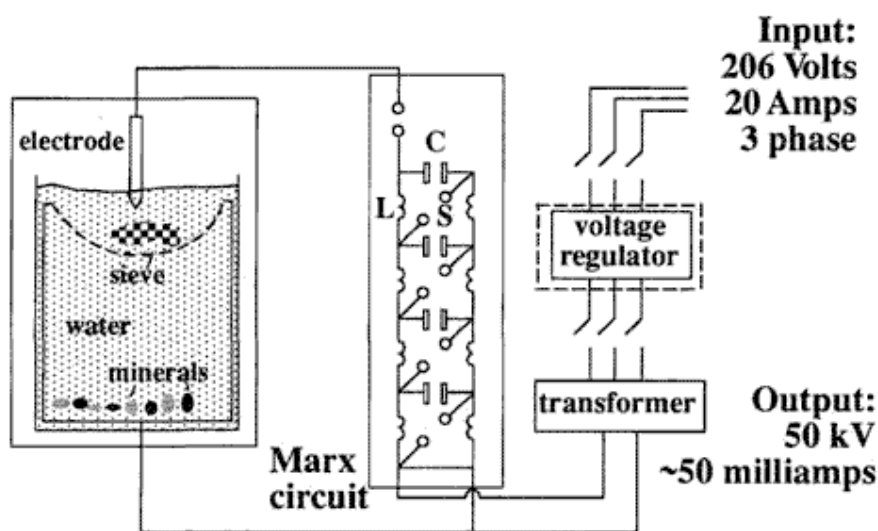 Input:
206 Volts
20 Amps
3 phase
electrode
C
L
S
voltage
regulator
sieve
water
minerals
transformer
Output:
50 kV
~50 milliamps
Marx
circuit